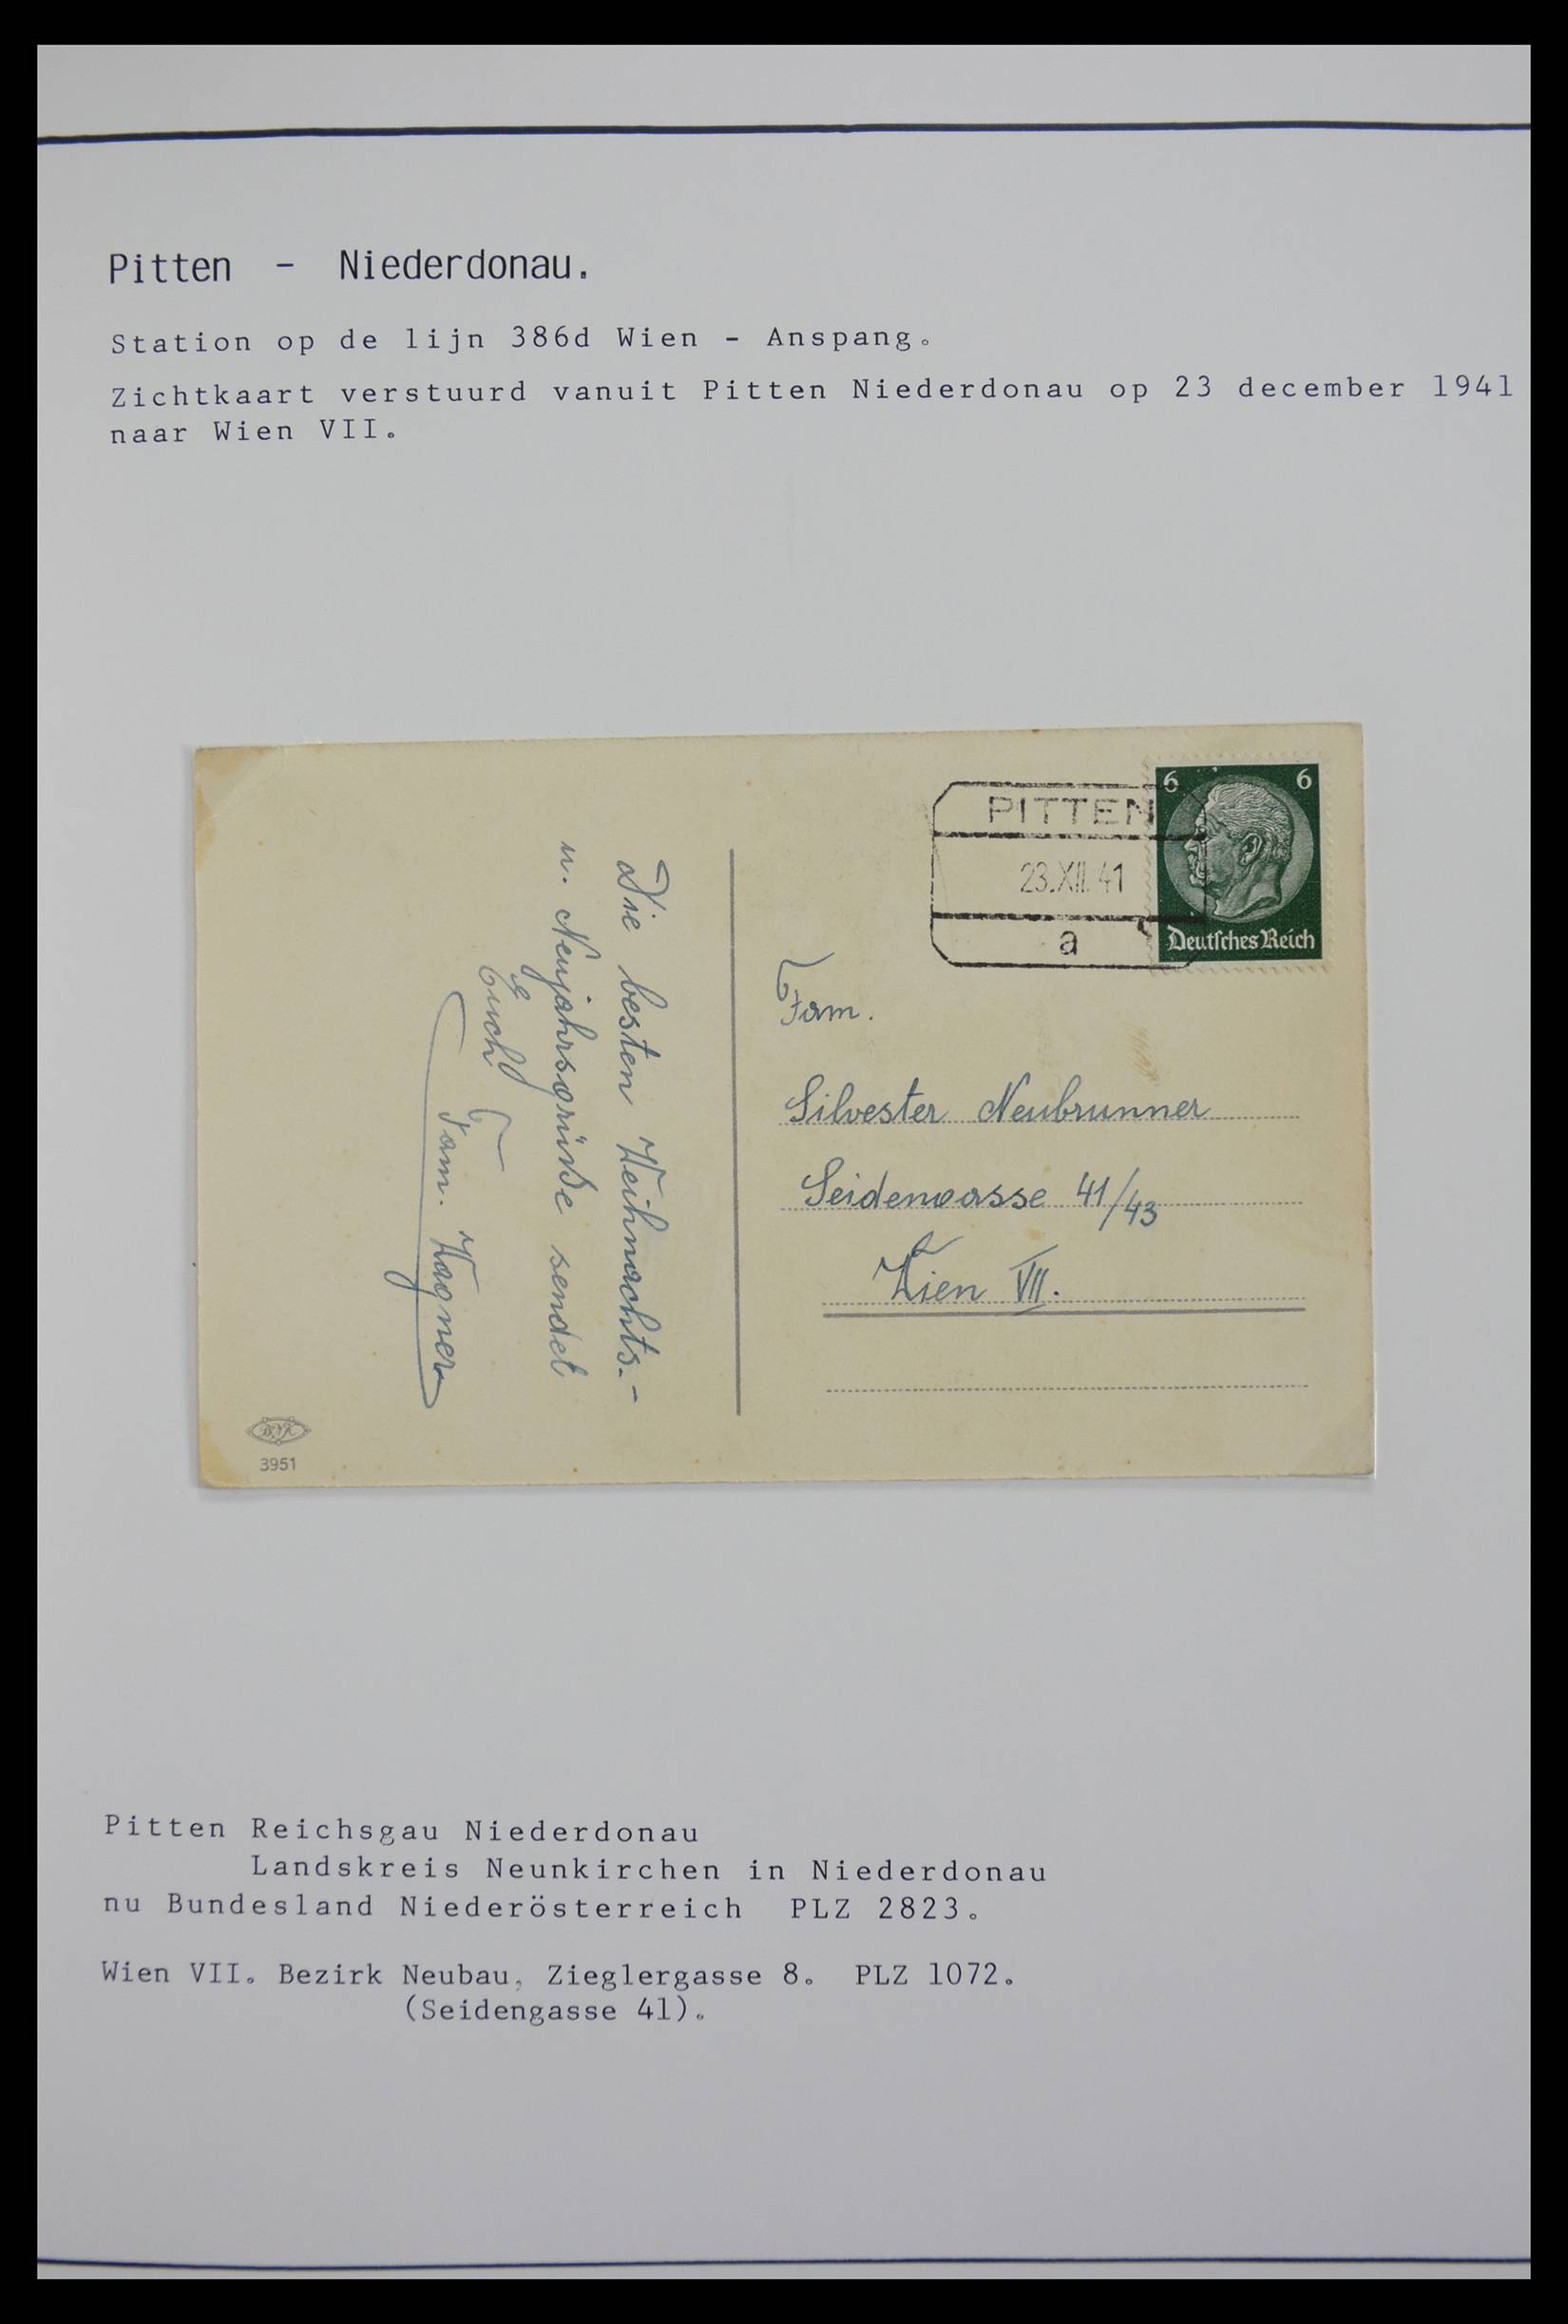 Pitten - Niederdonau.
Station op de lijn 386d Wien - Anspang.
Zichtkaart verstuurd vanuit Pitten Niederdonau op 23 december 1941
naar Wien VII.
PITTEN
23.XII.41
a
6 6
Deutsches Reich
Die besten Weihnachts-
u. Neujahrsgrüsse sendet
Euch
Fam. Wagner
Fam.
Silvester Neubrunner
Seidengasse 41/43
Wien VII.
3951
Pitten Reichsgau Niederdonau
Landskreis Neunkirchen in Niederdonau
nu Bundesland Niederösterreich PLZ 2823.
Wien VII. Bezirk Neubau, Zieglergasse 8. PLZ 1072.
(Seidengasse 41).